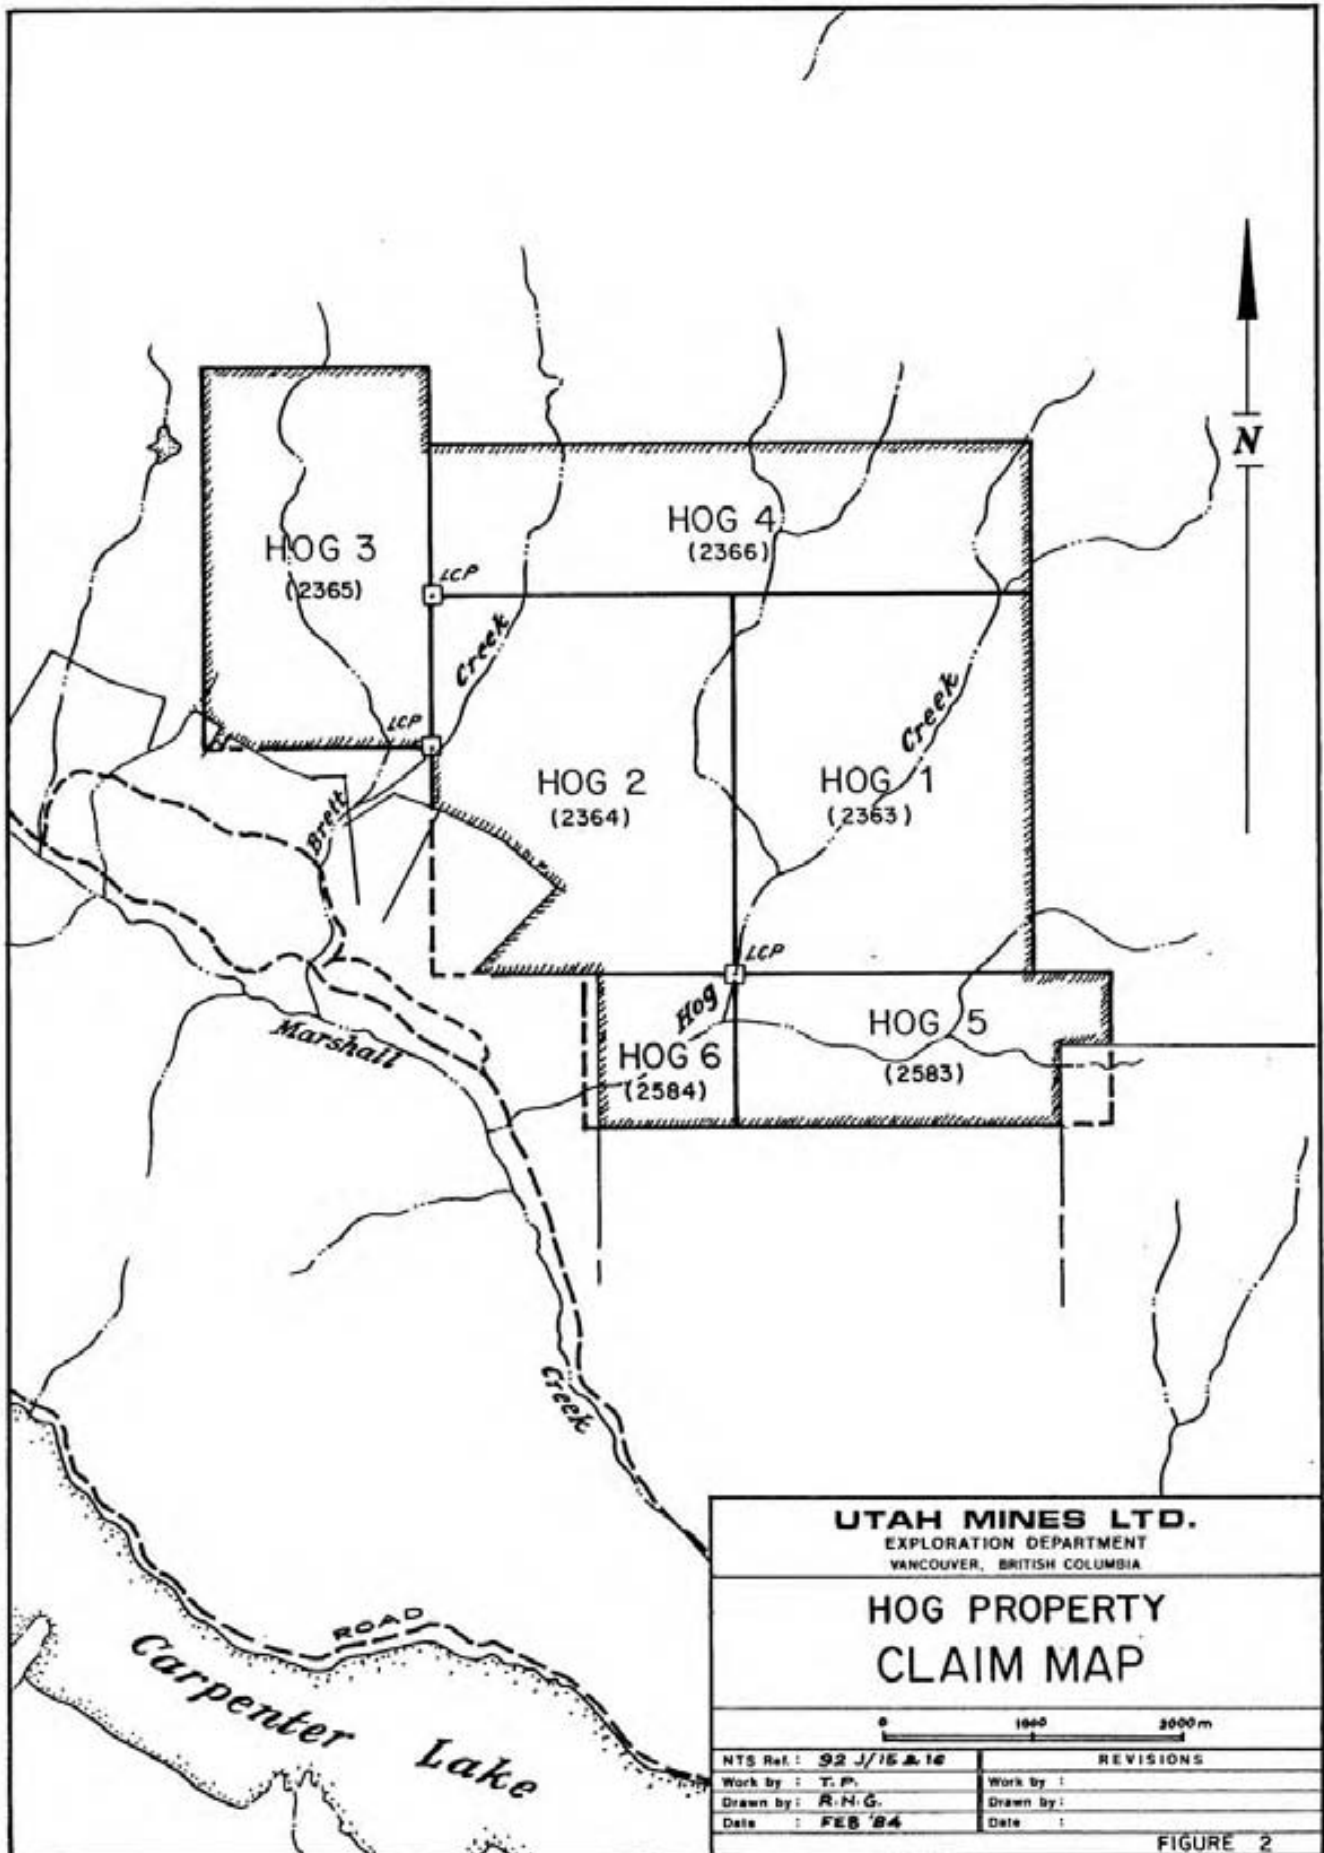 N
HOG 4
(2366)
HOG 3
(2365)
LCP
Creek
Creek
LCP
HOG 2
(2364)
HOG 1
(2363)
Brett
LCP
Hog
HOG 5
(2583)
HOG 6
(2584)
Marshall
Creek
ROAD
Carpenter Lake
UTAH MINES LTD.
EXPLORATION DEPARTMENT
VANCOUVER, BRITISH COLUMBIA
HOG PROPERTY
CLAIM MAP
0 1000 2000m
NTS Ref.: 92 J/15 & 16 REVISIONS
Work by : T.P. Work by :
Drawn by: R.N.G. Drawn by:
Date : FEB '84 Date :
FIGURE 2